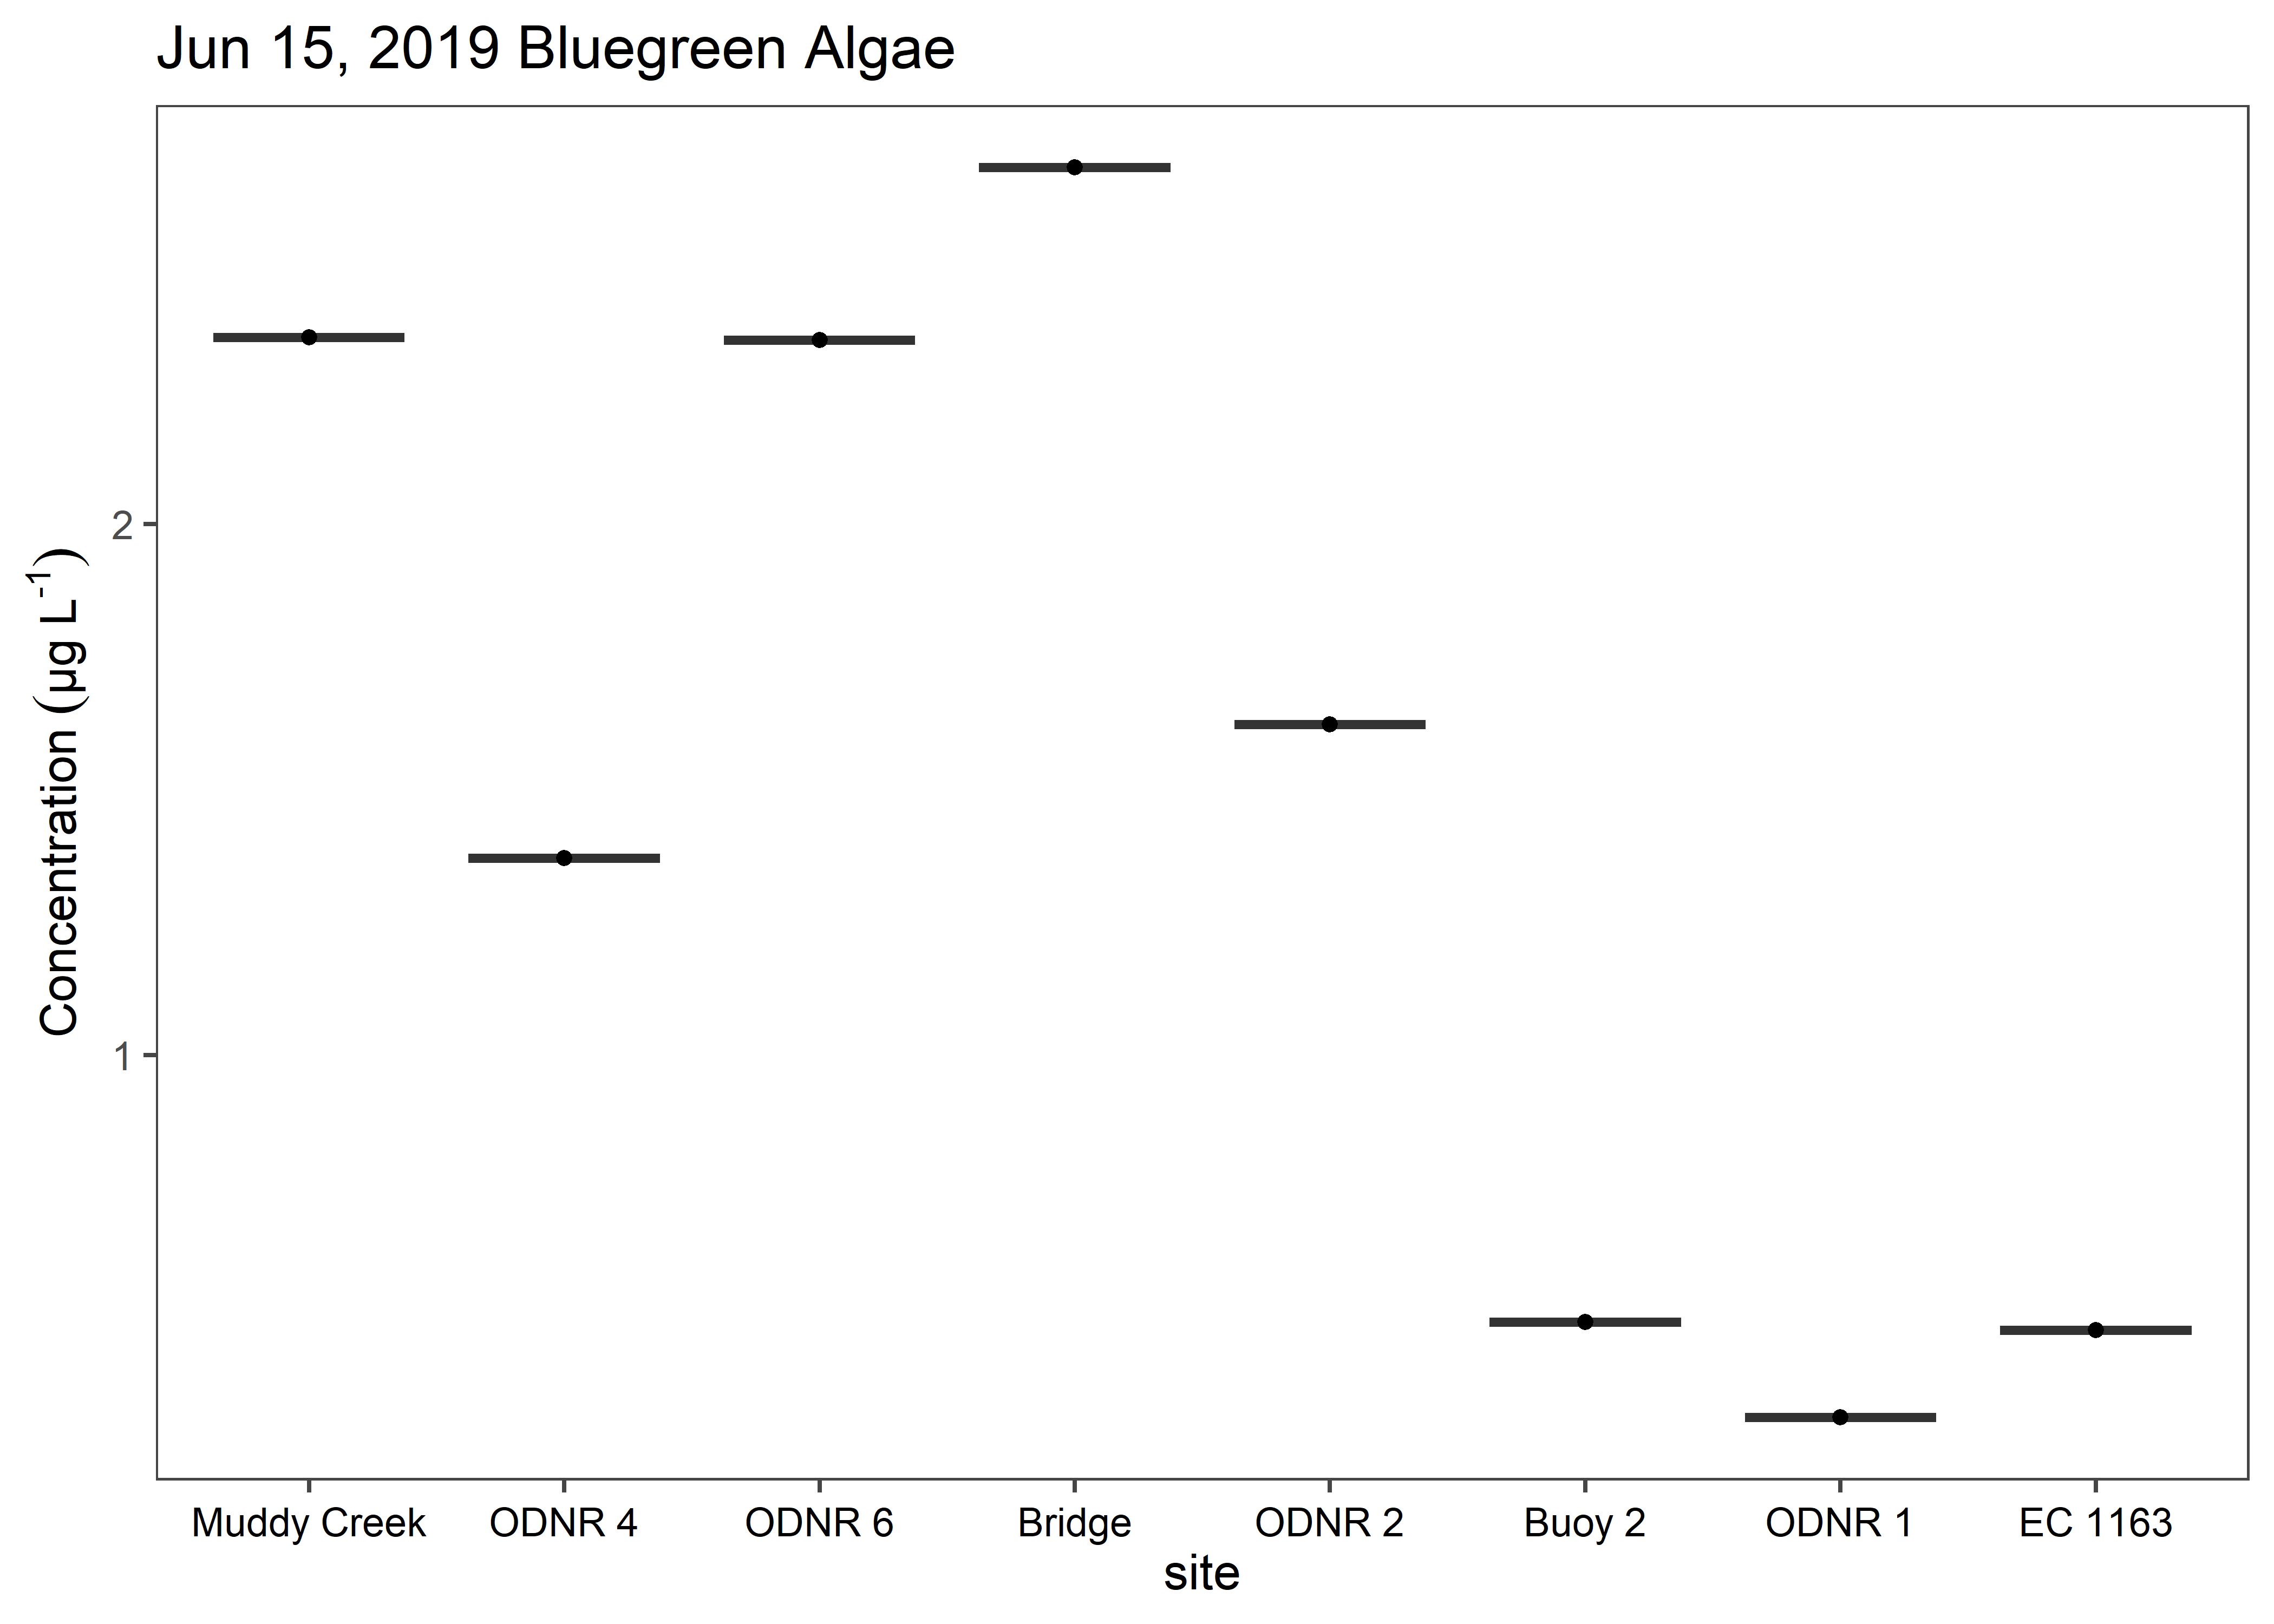 Jun 15, 2019 Bluegreen Algae
Concentration (µg L⁻¹)
2
1
Muddy Creek ODNR 4 ODNR 6 Bridge ODNR 2 Buoy 2 ODNR 1 EC 1163
site